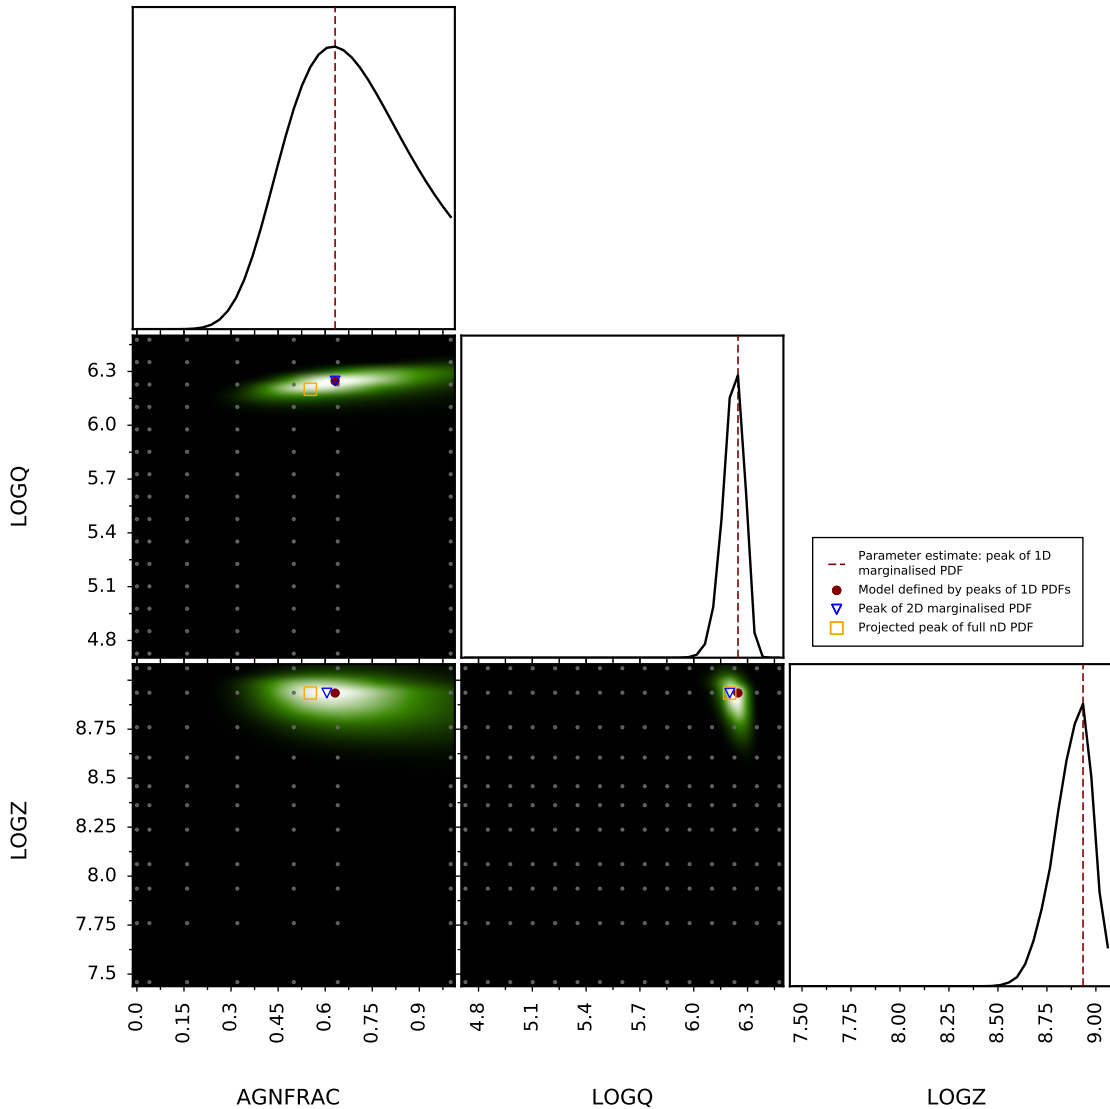 6.3
6.0
5.7
5.4
5.1
4.8
LOGQ
Parameter estimate: peak of 1D
marginalised PDF
Model defined by peaks of 1D PDFs
Peak of 2D marginalised PDF
Projected peak of full nD PDF
8.75
8.5
8.25
8.0
7.75
7.5
LOGZ
0.0 0.15 0.3 0.45 0.6 0.75 0.9
4.8 5.1 5.4 5.7 6.0 6.3
7.50 7.75 8.00 8.25 8.50 8.75 9.00
AGNFRAC LOGQ LOGZ